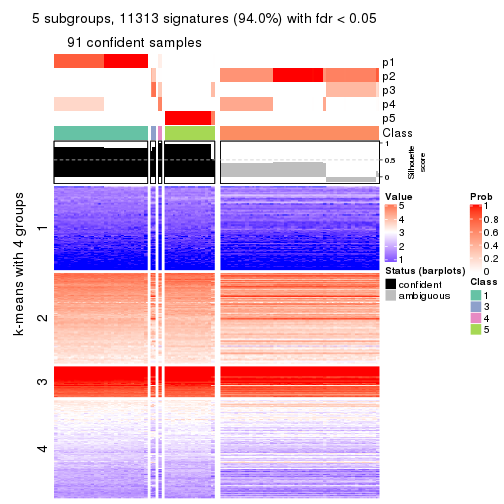 5 subgroups, 11313 signatures (94.0%) with fdr < 0.05
91 confident samples
p1
p2
p3
p4
p5
Class
1
0.5
0
Silhouette
score
k-means with 4 groups
1
2
3
4
Value
5
4
3
2
1
Status (barplots)
confident
ambiguous
Prob
1
0.8
0.6
0.4
0.2
0
Class
1
3
4
5